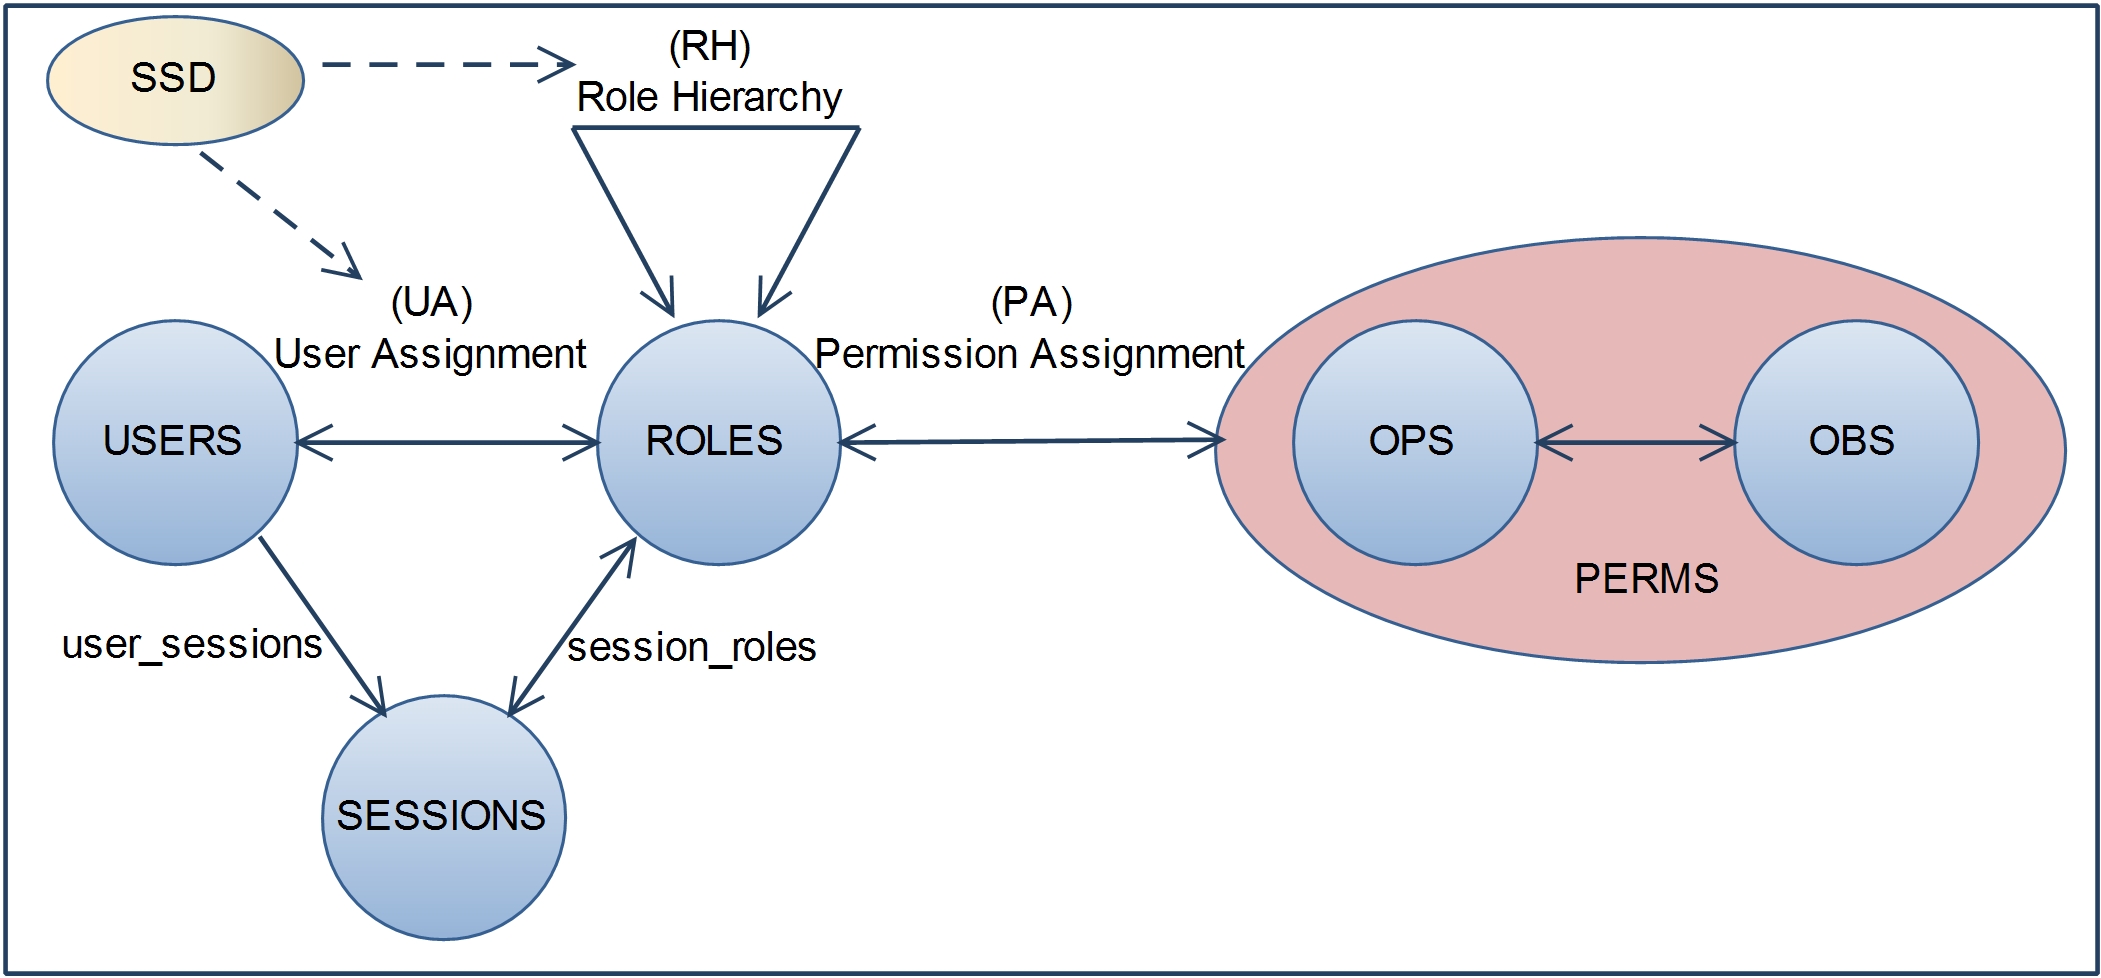 SSD
(RH)
Role Hierarchy
(UA)
User Assignment
(PA)
Permission Assignment
USERS
ROLES
OPS
OBS
PERMS
user_sessions
session_roles
SESSIONS